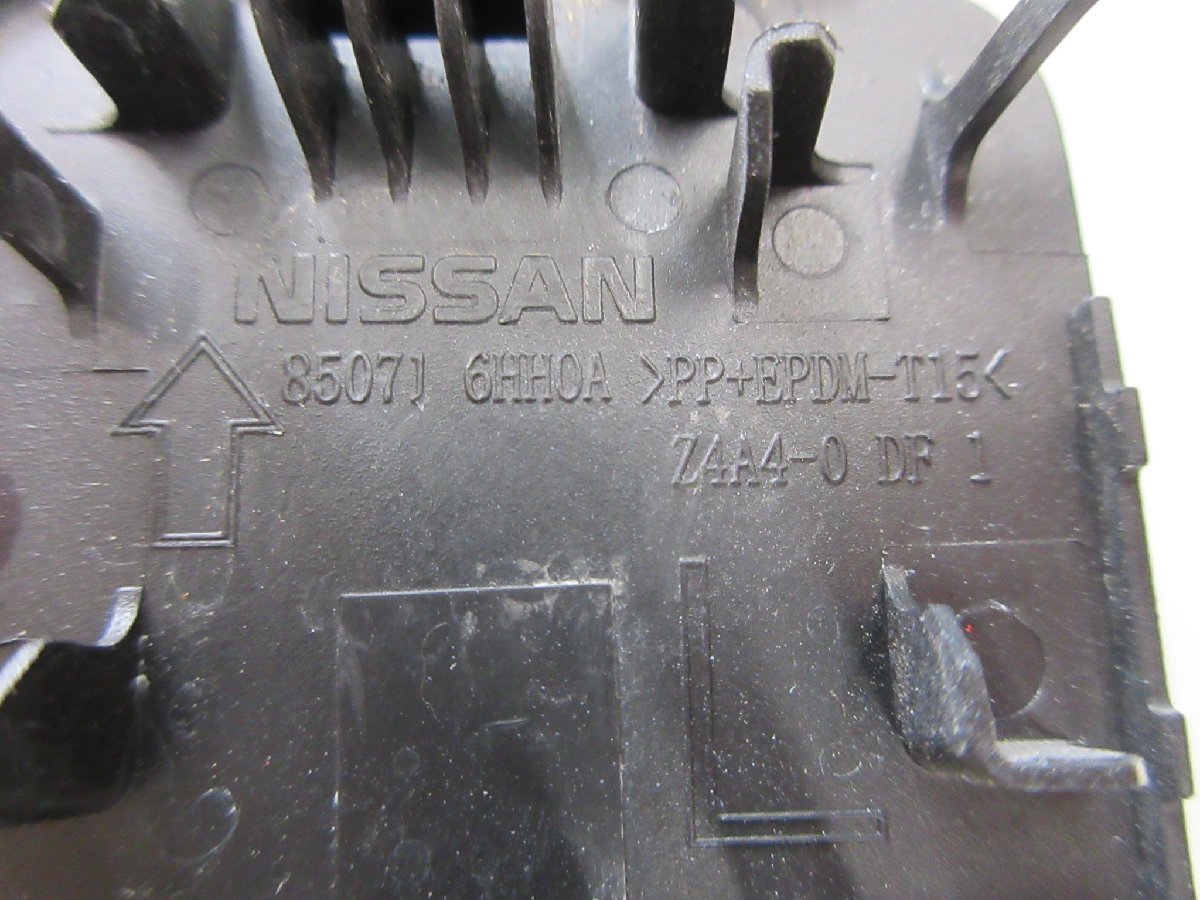 NISSAN
85071 6HH0A >PP+EPDM-T15<
Z4A4-0 DF 1
L